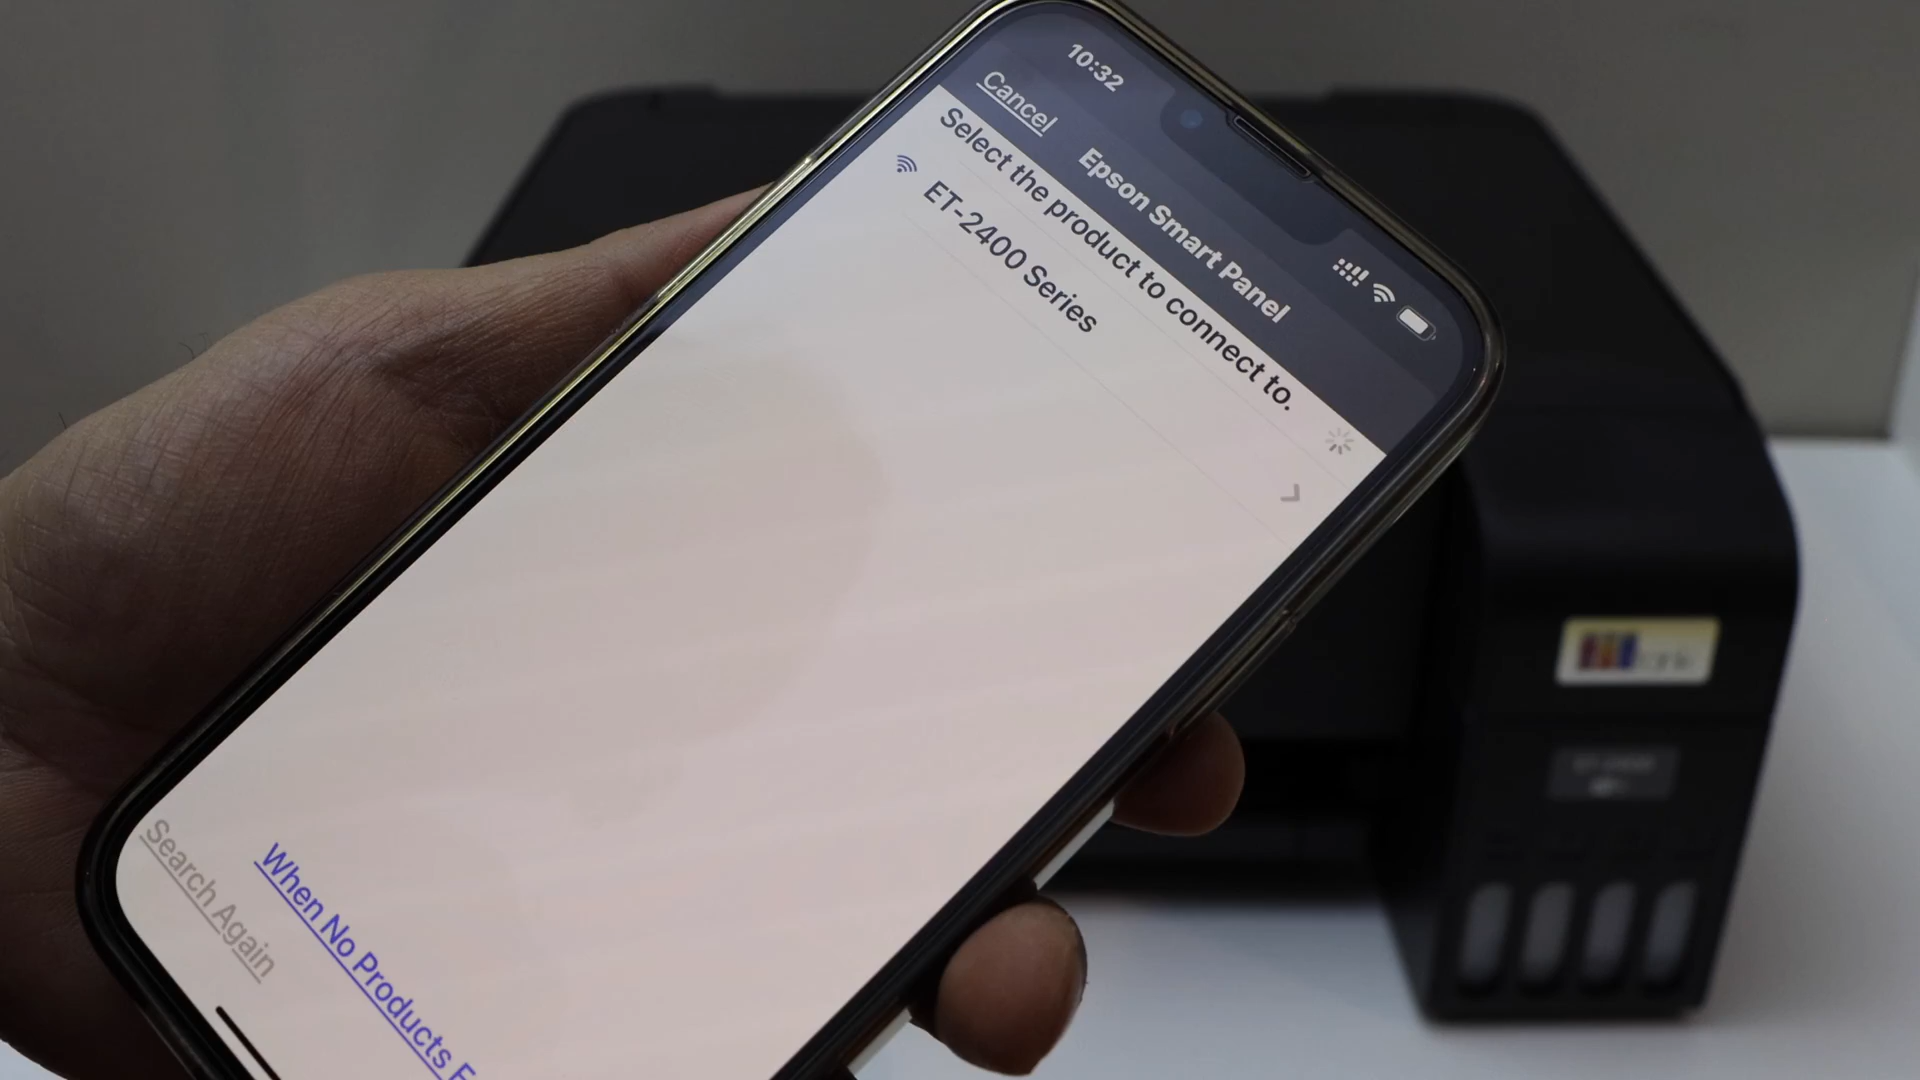 10:32
Cancel
Epson Smart Panel
Select the product to connect to.
ET-2400 Series
When No Products F
Search Again